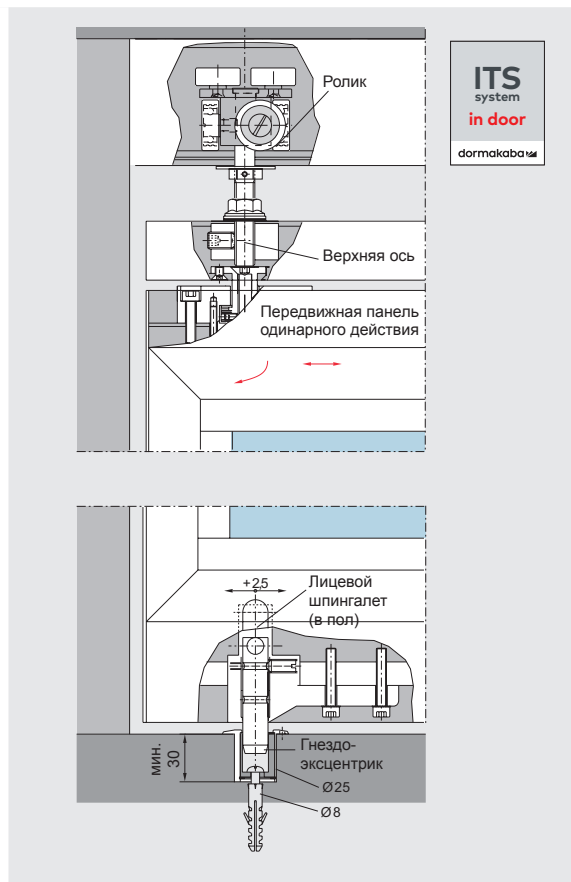 ITS
system
in door
dormakaba
Ролик
Верхняя ось
Передвижная панель
одинарного действия
+25
Лицевой
шпингалет
(в пол)
мин.
30
Гнездо-
эксцентрик
Ø25
Ø8